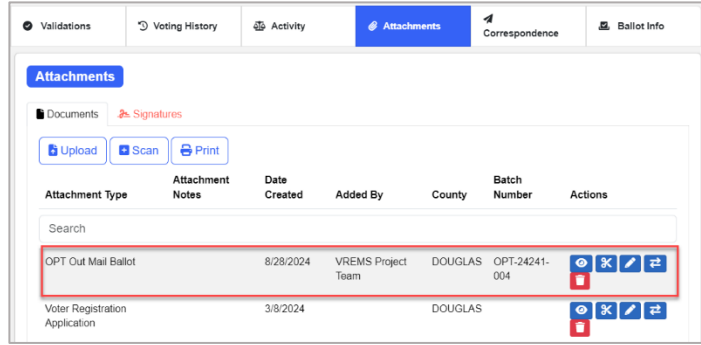 Validations
Voting History
Activity
Attachments
Correspondence
Ballot Info
Attachments
Documents
Signatures
Upload
Scan
Print
Attachment Type
Attachment
Notes
Date
Created
Added By
County
Batch
Number
Actions
Search
OPT Out Mail Ballot
8/28/2024
VREMS Project
Team
DOUGLAS
OPT-24241-
004
Voter Registration
Application
3/8/2024
DOUGLAS